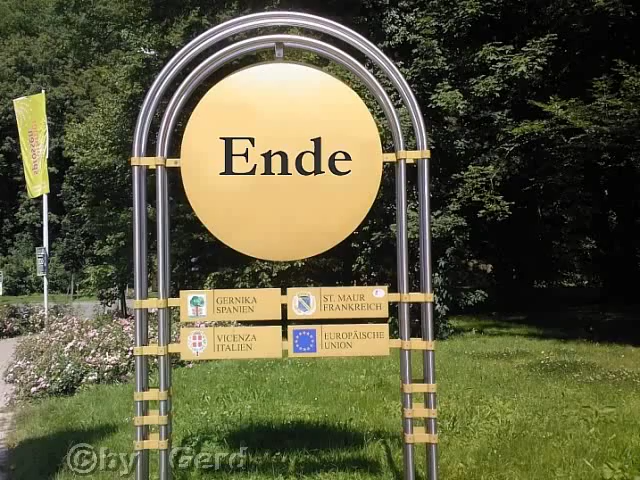 Ende
GERNIKA
SPANIEN
ST. MAUR
FRANKREICH
VICENZA
ITALIEN
EUROPÄISCHE
UNION
©by Gerd